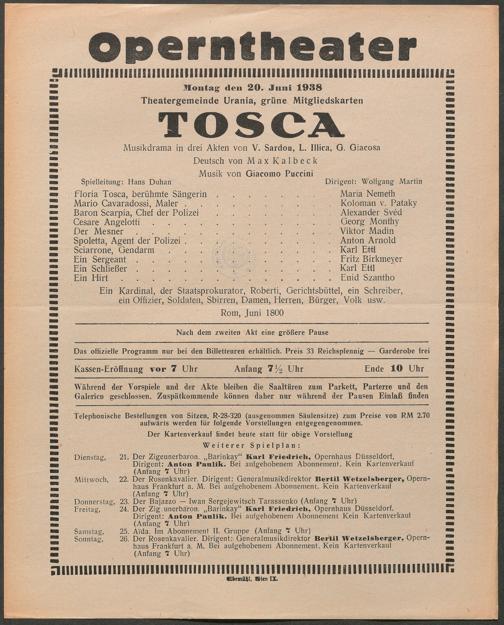 Operntheater
Montag den 20. Juni 1938
Theatergemeinde Urania, grüne Mitgliedskarten
TOSCA
Musikdrama in drei Akten von V. Sardou, L. Illica, G. Giacosa
Deutsch von Max Kalbeck
Musik von Giacomo Puccini
Spielleitung: Hans Duhan Dirigent: Wolfgang Martin
Floria Tosca, berühmte Sängerin . . . . . Maria Nemeth
Mario Cavaradossi, Maler . . . . . Koloman v. Pataky
Baron Scarpia, Chef der Polizei . . . . . Alexander Svéd
Cesare Angelotti . . . . . Georg Monthy
Der Mesner . . . . . Viktor Madin
Spoletta, Agent der Polizei . . . . . Anton Arnold
Sciarrone, Gendarm . . . . . Karl Ettl
Ein Sergeant . . . . . Fritz Birkmeyer
Ein Schließer . . . . . Karl Ettl
Ein Hirt . . . . . Enid Szantho
Ein Kardinal, der Staatsprokurator, Roberti, Gerichtsbüttel, ein Schreiber,
ein Offizier, Soldaten, Sbirren, Damen, Herren, Bürger, Volk usw.
Rom, Juni 1800
Nach dem zweiten Akt eine größere Pause
Das offizielle Programm nur bei den Billetteuren erhältlich. Preis 33 Reichspfennig — Garderobe frei
Kassen-Eröffnung vor 7 Uhr Anfang 7½ Uhr Ende 10 Uhr
Während der Vorspiele und der Akte bleiben die Saaltüren zum Parkett, Parterre und den
Galerien geschlossen. Zuspätkommende können daher nur während der Pausen Einlaß finden
Telephonische Bestellungen von Sitzen, R-28-320 (ausgenommen Säulensitze) zum Preise von RM 2.70
aufwärts werden für folgende Vorstellungen entgegengenommen.
Der Kartenverkauf findet heute statt für obige Vorstellung
Weiterer Spielplan:
Dienstag, 21. Der Zigeunerbaron. „Barinkay" Karl Friedrich, Opernhaus Düsseldorf,
Dirigent: Anton Paulik. Bei aufgehobenem Abonnement. Kein Kartenverkauf
(Anfang 7 Uhr)
Mittwoch, 22. Der Rosenkavalier. Dirigent: Generalmusikdirektor Bertil Wetzelsberger, Opern-
haus Frankfurt a. M. Bei aufgehobenem Abonnement. Kein Kartenverkauf
(Anfang 7 Uhr)
Donnerstag, 23. Der Bajazzo — Iwan Sergejewitsch Tarassenko (Anfang 7 Uhr)
Freitag, 24. Der Zig unerbaron. „Barinkay" Karl Friedrich, Opernhaus Düsseldorf.
Dirigent: Anton Paulik. Bei aufgehobenem Abonnement Kein Kartenverkauf
(Anfang 7 Uhr)
Samstag, 25. Aida. Im Abonnement II. Gruppe (Anfang 7 Uhr)
Sonntag, 26. Der Rosenkavalier. Dirigent: Generalmusikdirektor Bertil Wetzelsberger, Opern-
haus Frankfurt a. M. Bei aufgehobenem Abonnement. Kein Kartenverkauf
(Anfang 7 Uhr)
Elbemühl, Wien IX.